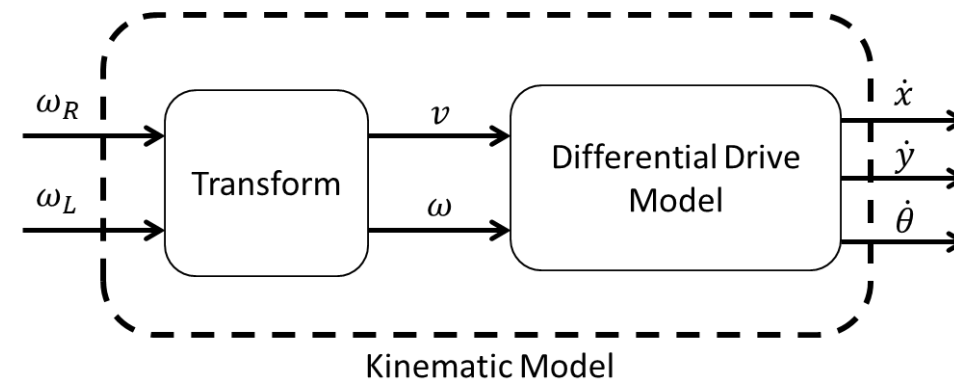 ω_R
v
ẋ
Transform
Differential Drive
Model
ẏ
ω_L
ω
θ̇
Kinematic Model